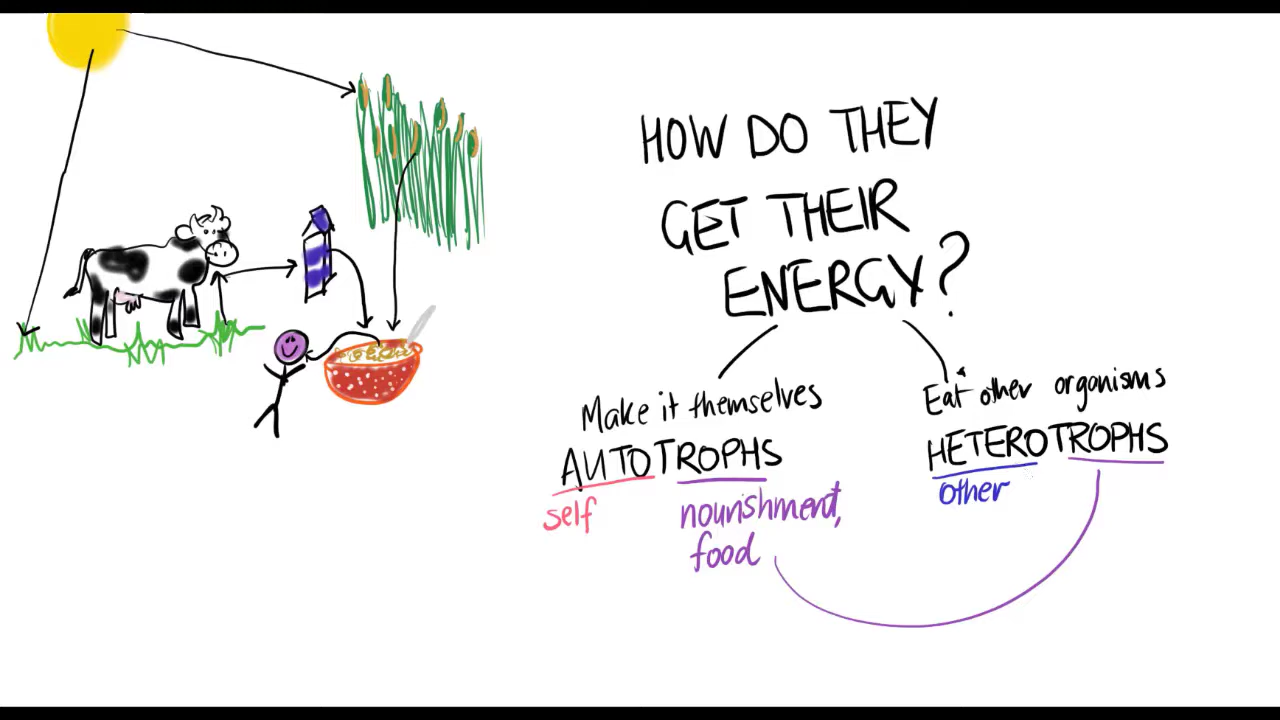 HOW DO THEY
GET THEIR
ENERGY?
Make it themselves
AUTOTROPHS
self
nourishment,
food
Eat other organisms
HETEROTROPHS
other